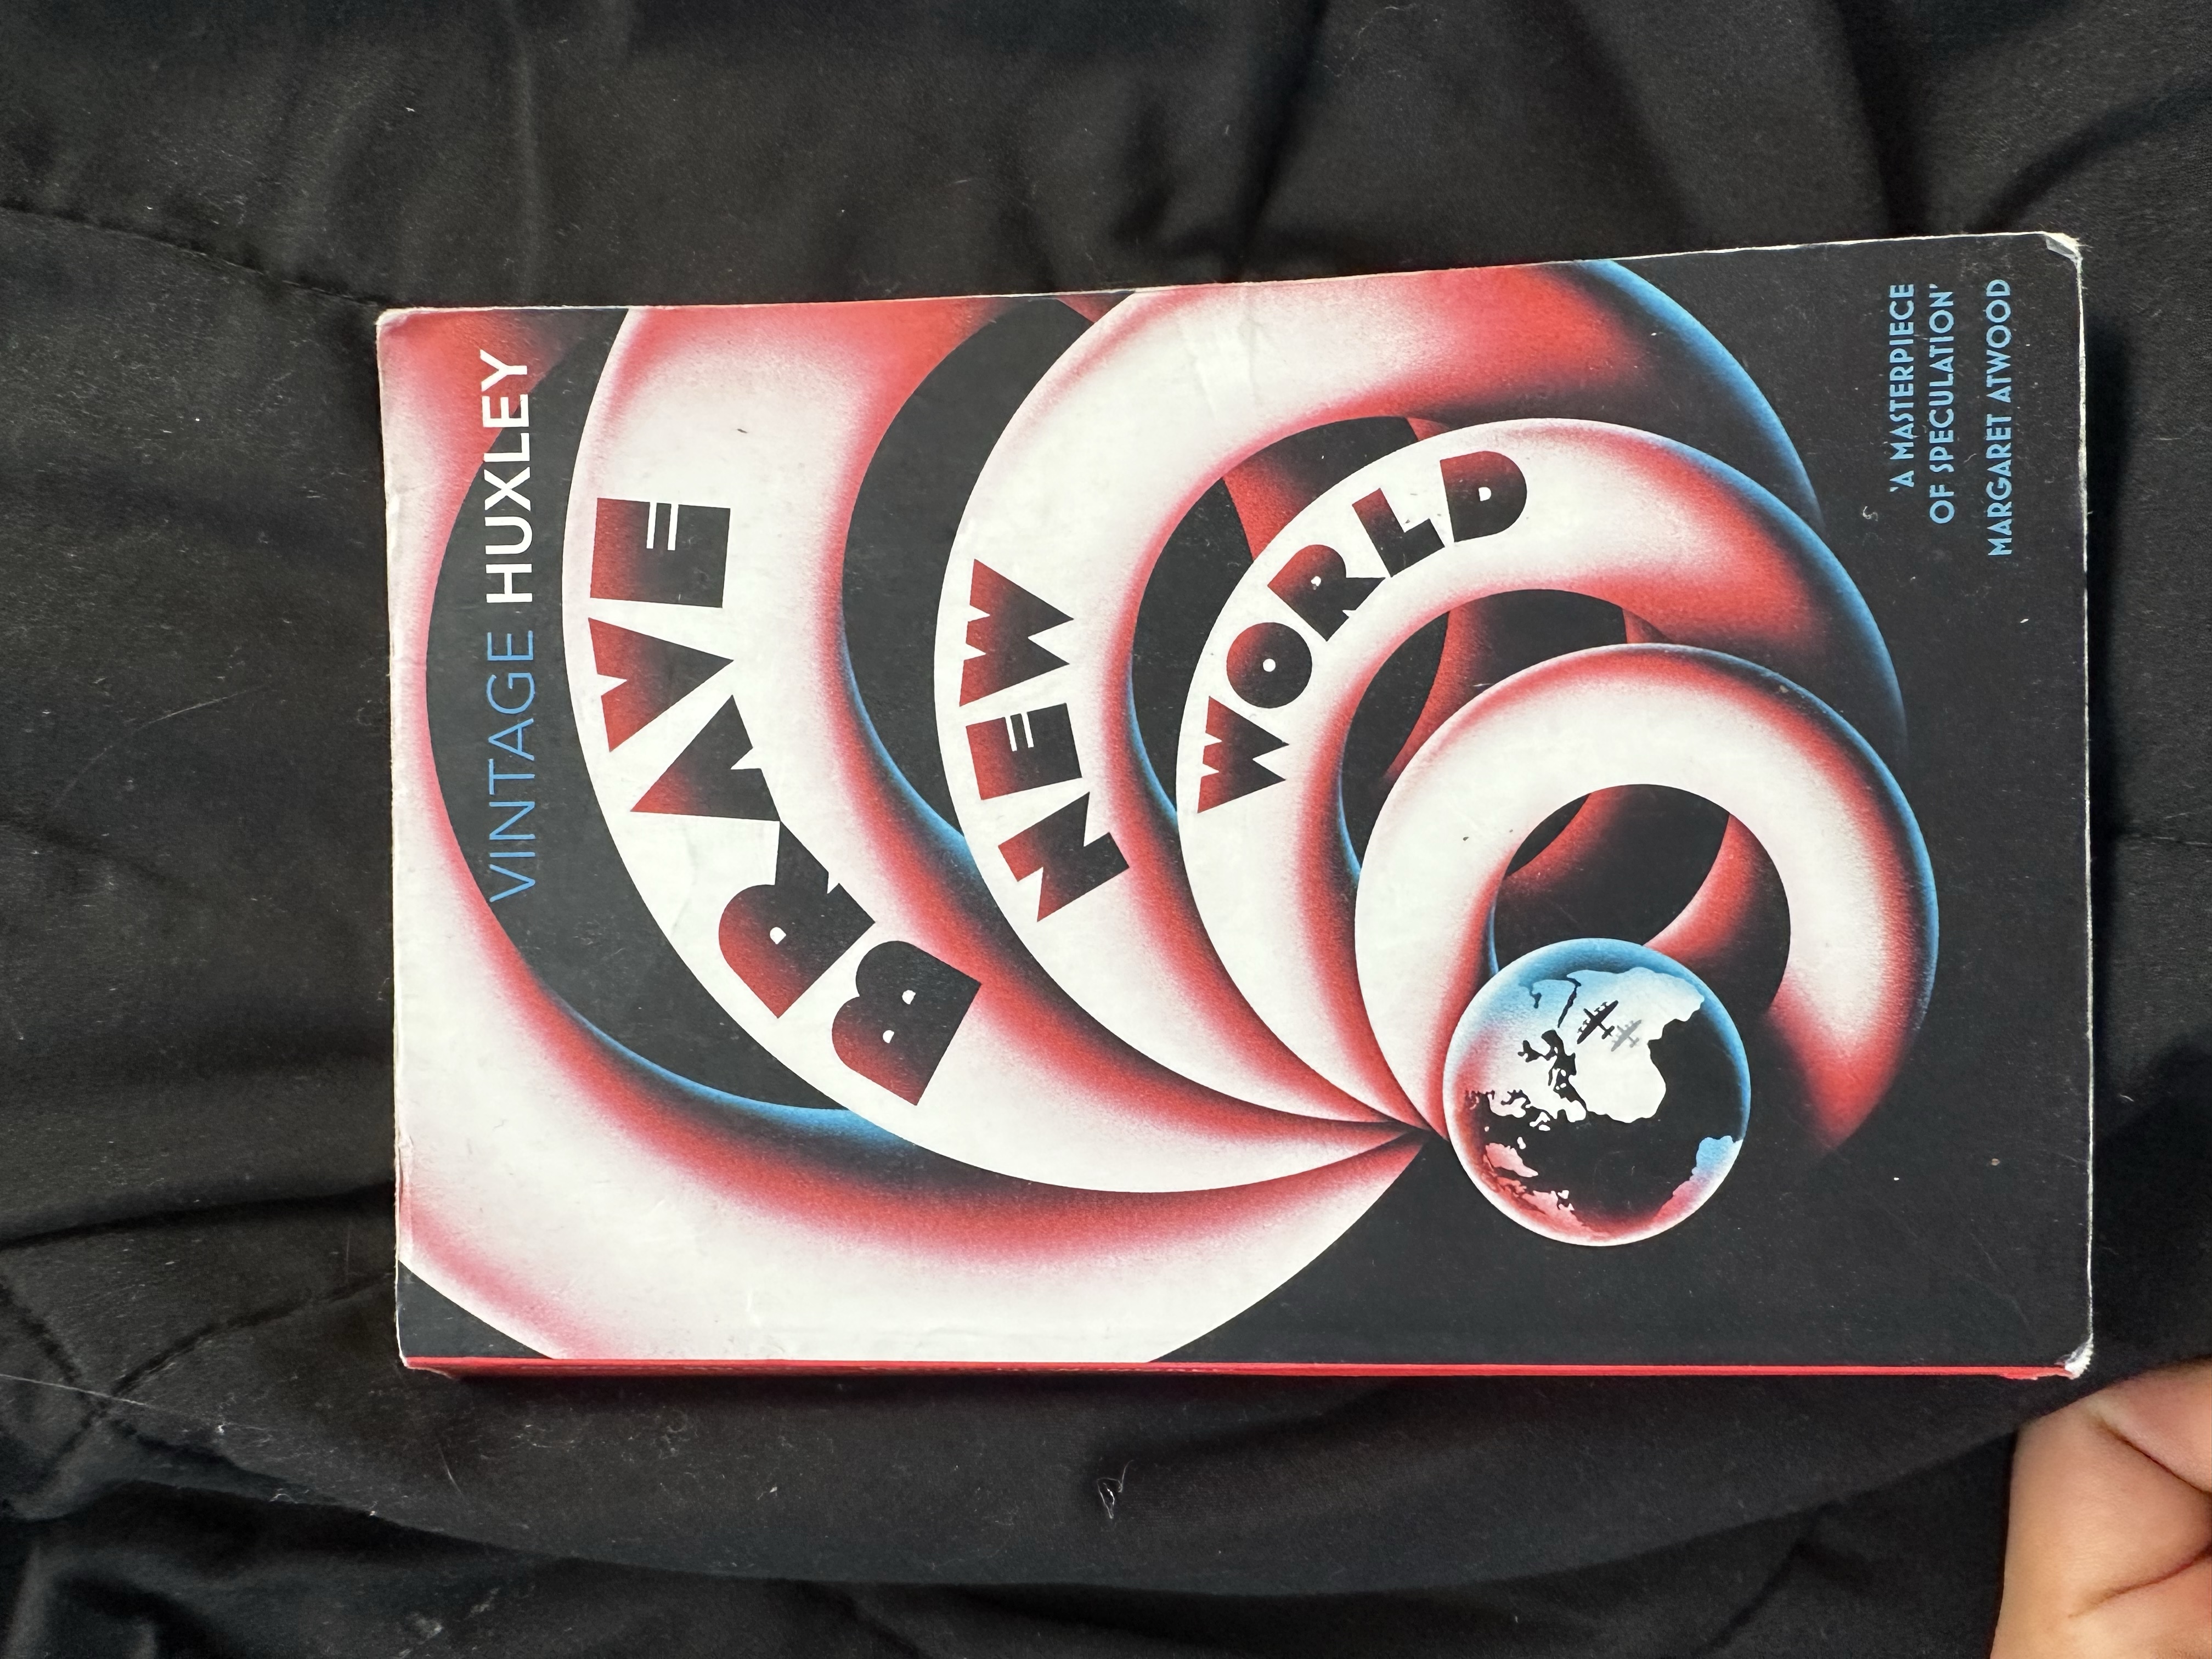 VINTAGE HUXLEY
BRAVE
NEW
WORLD
'A MASTERPIECE
OF SPECULATION'
MARGARET ATWOOD